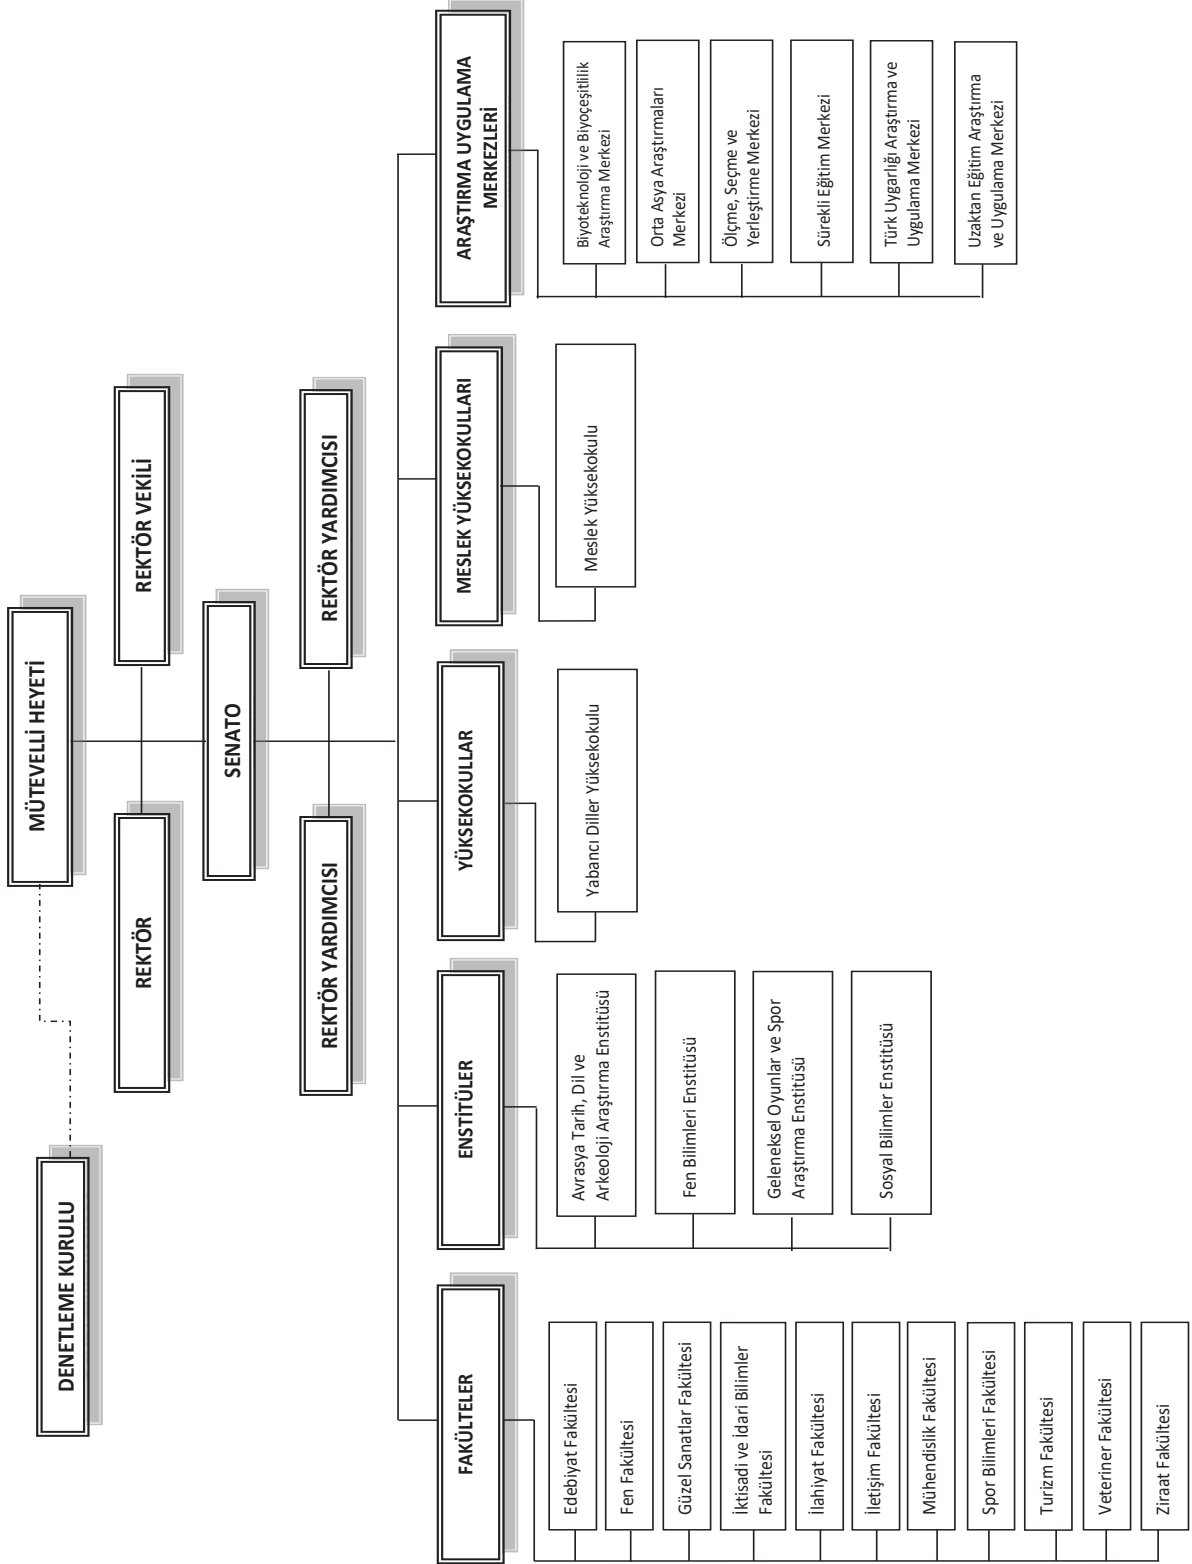 MÜTEVELLİ HEYETİ
DENETLEME KURULU
REKTÖR
REKTÖR VEKİLİ
SENATO
REKTÖR YARDIMCISI
REKTÖR YARDIMCISI
FAKÜLTELER
Edebiyat Fakültesi
Fen Fakültesi
Güzel Sanatlar Fakültesi
İktisadi ve İdari Bilimler
Fakültesi
İlahiyat Fakültesi
İletişim Fakültesi
Mühendislik Fakültesi
Spor Bilimleri Fakültesi
Turizm Fakültesi
Veteriner Fakültesi
Ziraat Fakültesi
ENSTİTÜLER
Avrasya Tarih, Dil ve
Arkeoloji Araştırma Enstitüsü
Fen Bilimleri Enstitüsü
Geleneksel Oyunlar ve Spor
Araştırma Enstitüsü
Sosyal Bilimler Enstitüsü
YÜKSEKOKULLAR
Yabancı Diller Yüksekokulu
MESLEK YÜKSEKOKULLARI
Meslek Yüksekokulu
ARAŞTIRMA UYGULAMA
MERKEZLERİ
Biyoteknoloji ve Biyoçeşitlilik
Araştırma Merkezi
Orta Asya Araştırmaları
Merkezi
Ölçme, Seçme ve
Yerleştirme Merkezi
Sürekli Eğitim Merkezi
Türk Uygarlığı Araştırma ve
Uygulama Merkezi
Uzaktan Eğitim Araştırma
ve Uygulama Merkezi